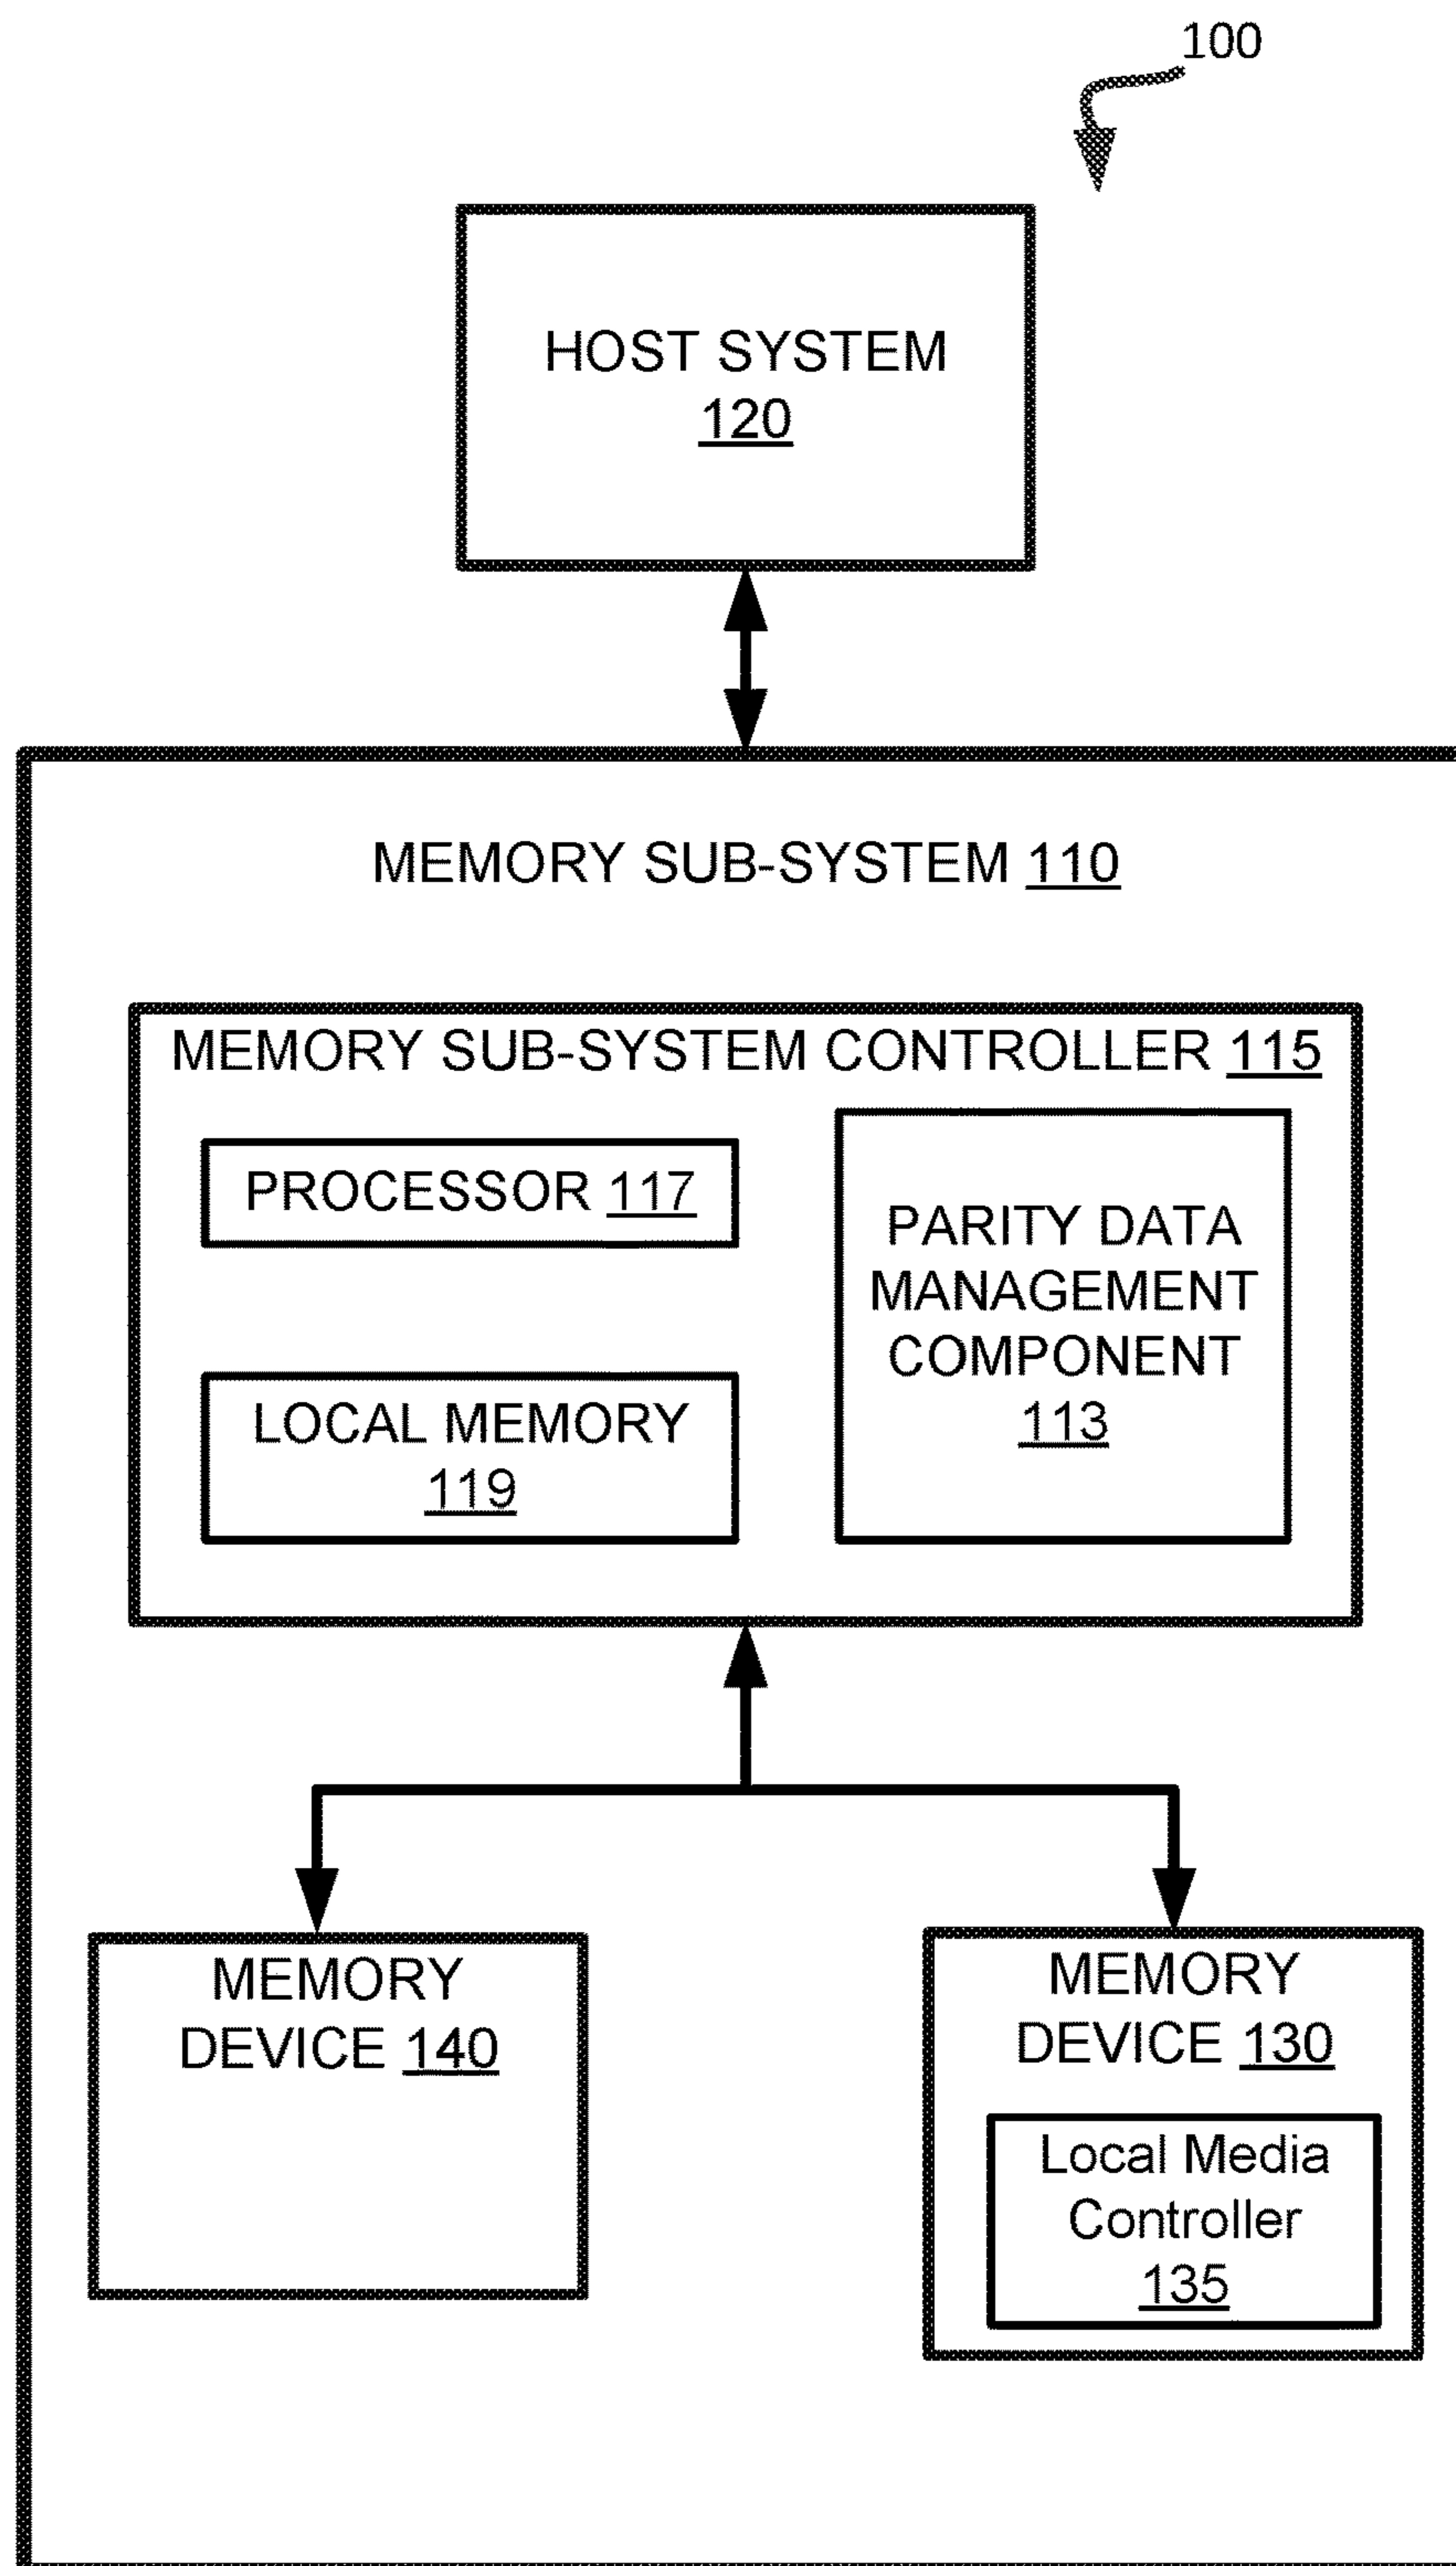 100
HOST SYSTEM
120
MEMORY SUB-SYSTEM 110
MEMORY SUB-SYSTEM CONTROLLER 115
PROCESSOR 117
LOCAL MEMORY
119
PARITY DATA
MANAGEMENT
COMPONENT
113
MEMORY
DEVICE 140
MEMORY
DEVICE 130
Local Media
Controller
135